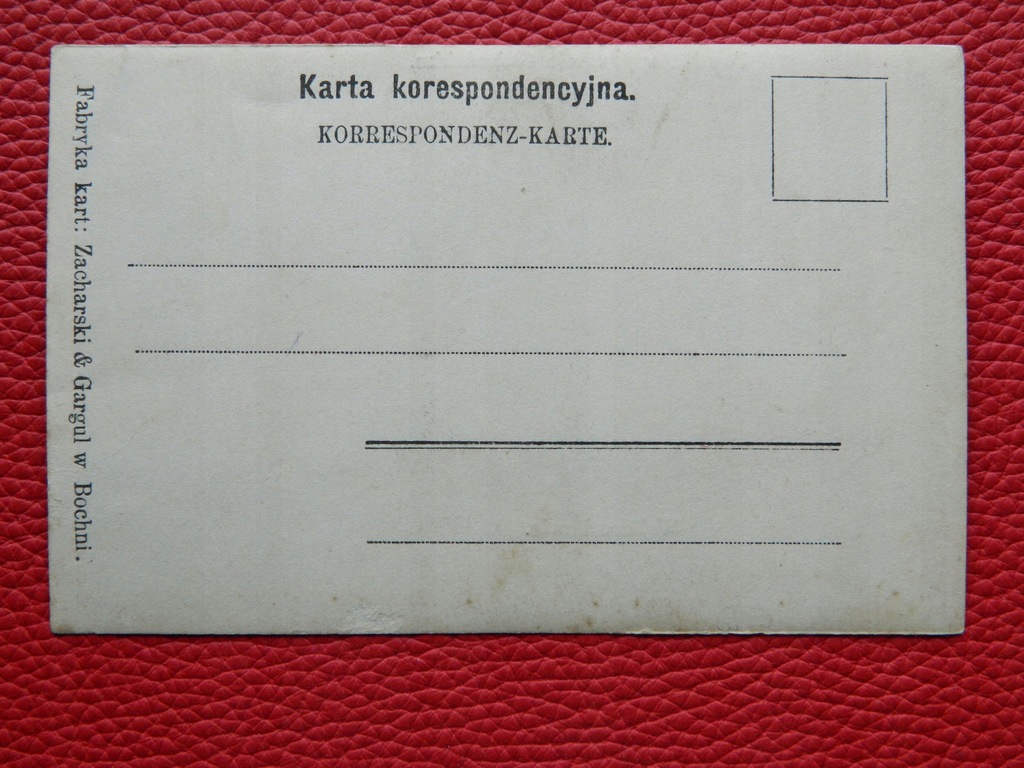 Karta korespondencyjna.
KORRESPONDENZ-KARTE.
Fabryka kart: Zacharski & Gargul w Bochni.